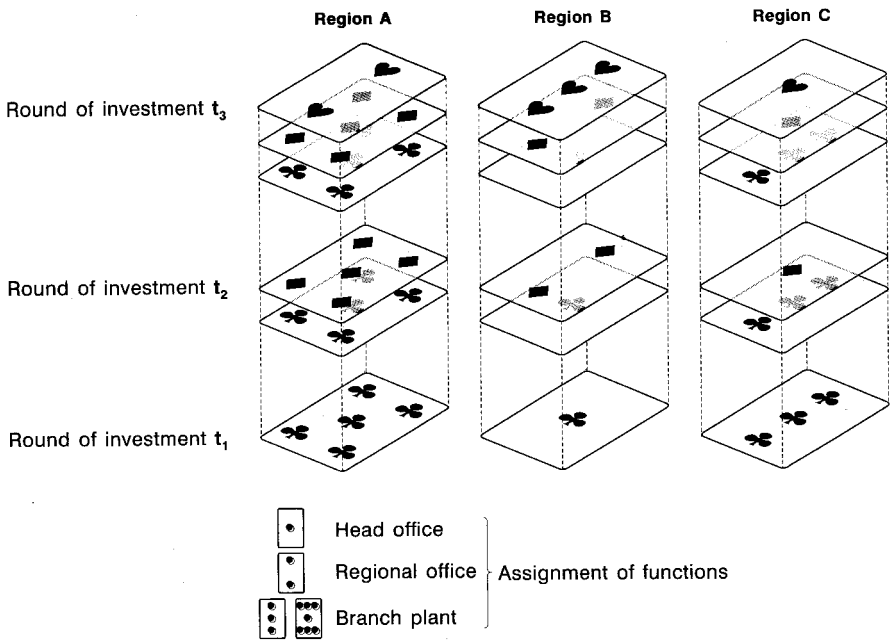 Region A Region B Region C
Round of investment t₃
Round of investment t₂
Round of investment t₁
Head office
Regional office
Assignment of functions
Branch plant